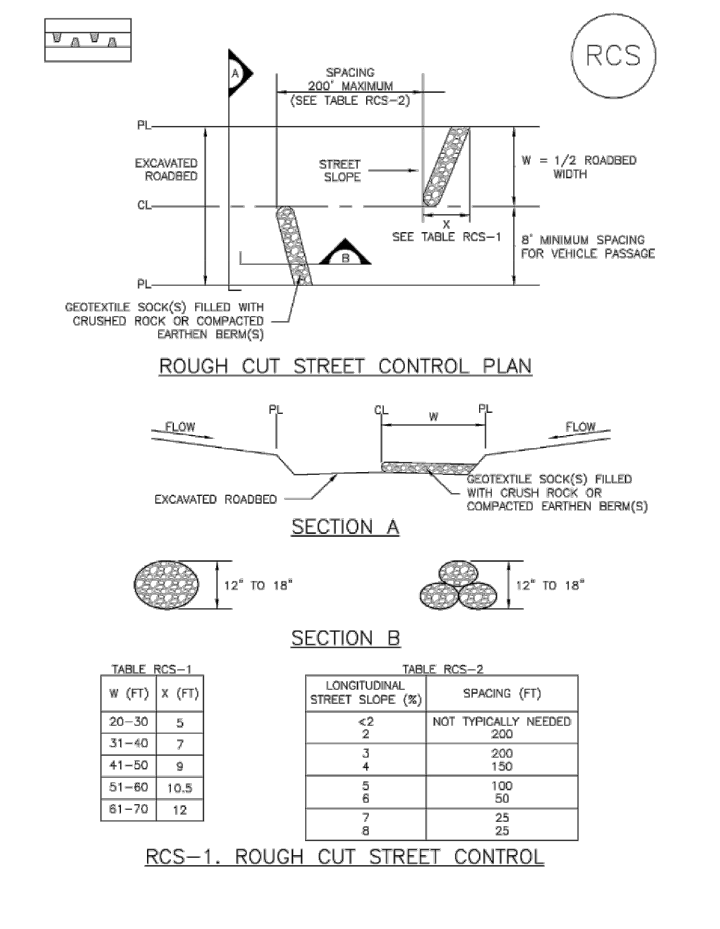 RCS
A
SPACING
200' MAXIMUM
(SEE TABLE RCS-2)
PL
EXCAVATED
ROADBED
STREET
SLOPE
W = 1/2 ROADBED
WIDTH
CL
X
SEE TABLE RCS-1
8' MINIMUM SPACING
FOR VEHICLE PASSAGE
B
PL
GEOTEXTILE SOCK(S) FILLED WITH
CRUSHED ROCK OR COMPACTED
EARTHEN BERM(S)
ROUGH CUT STREET CONTROL PLAN
PL
CL
W
PL
FLOW
FLOW
EXCAVATED ROADBED
GEOTEXTILE SOCK(S) FILLED
WITH CRUSH ROCK OR
COMPACTED EARTHEN BERM(S)
SECTION A
12" TO 18"
12" TO 18"
SECTION B
TABLE RCS-1
W (FT) X (FT)
20-30 5
31-40 7
41-50 9
51-60 10.5
61-70 12
TABLE RCS-2
LONGITUDINAL
STREET SLOPE (%) SPACING (FT)
<2 NOT TYPICALLY NEEDED
2 200
3 200
4 150
5 100
6 50
7 25
8 25
RCS-1. ROUGH CUT STREET CONTROL